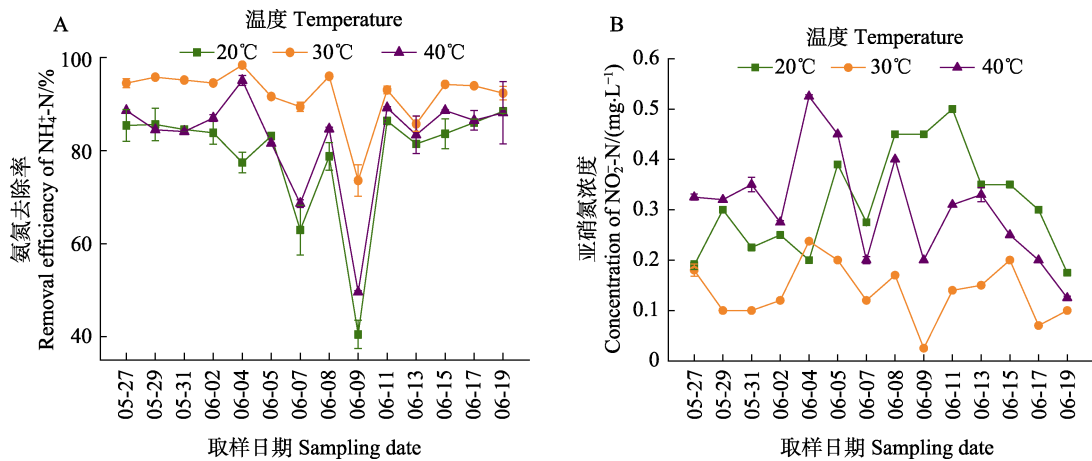 A
温度 Temperature
20℃ 30℃ 40℃
氨氮去除率
Removal efficiency of NH₄⁺-N/%
100
80
60
40
05-27 05-29 05-31 06-02 06-04 06-05 06-07 06-08 06-09 06-11 06-13 06-15 06-17 06-19
取样日期 Sampling date
B
温度 Temperature
20℃ 30℃ 40℃
亚硝氮浓度
Concentration of NO₂⁻-N/(mg·L⁻¹)
0.6
0.5
0.4
0.3
0.2
0.1
0
05-27 05-29 05-31 06-02 06-04 06-05 06-07 06-08 06-09 06-11 06-13 06-15 06-17 06-19
取样日期 Sampling date